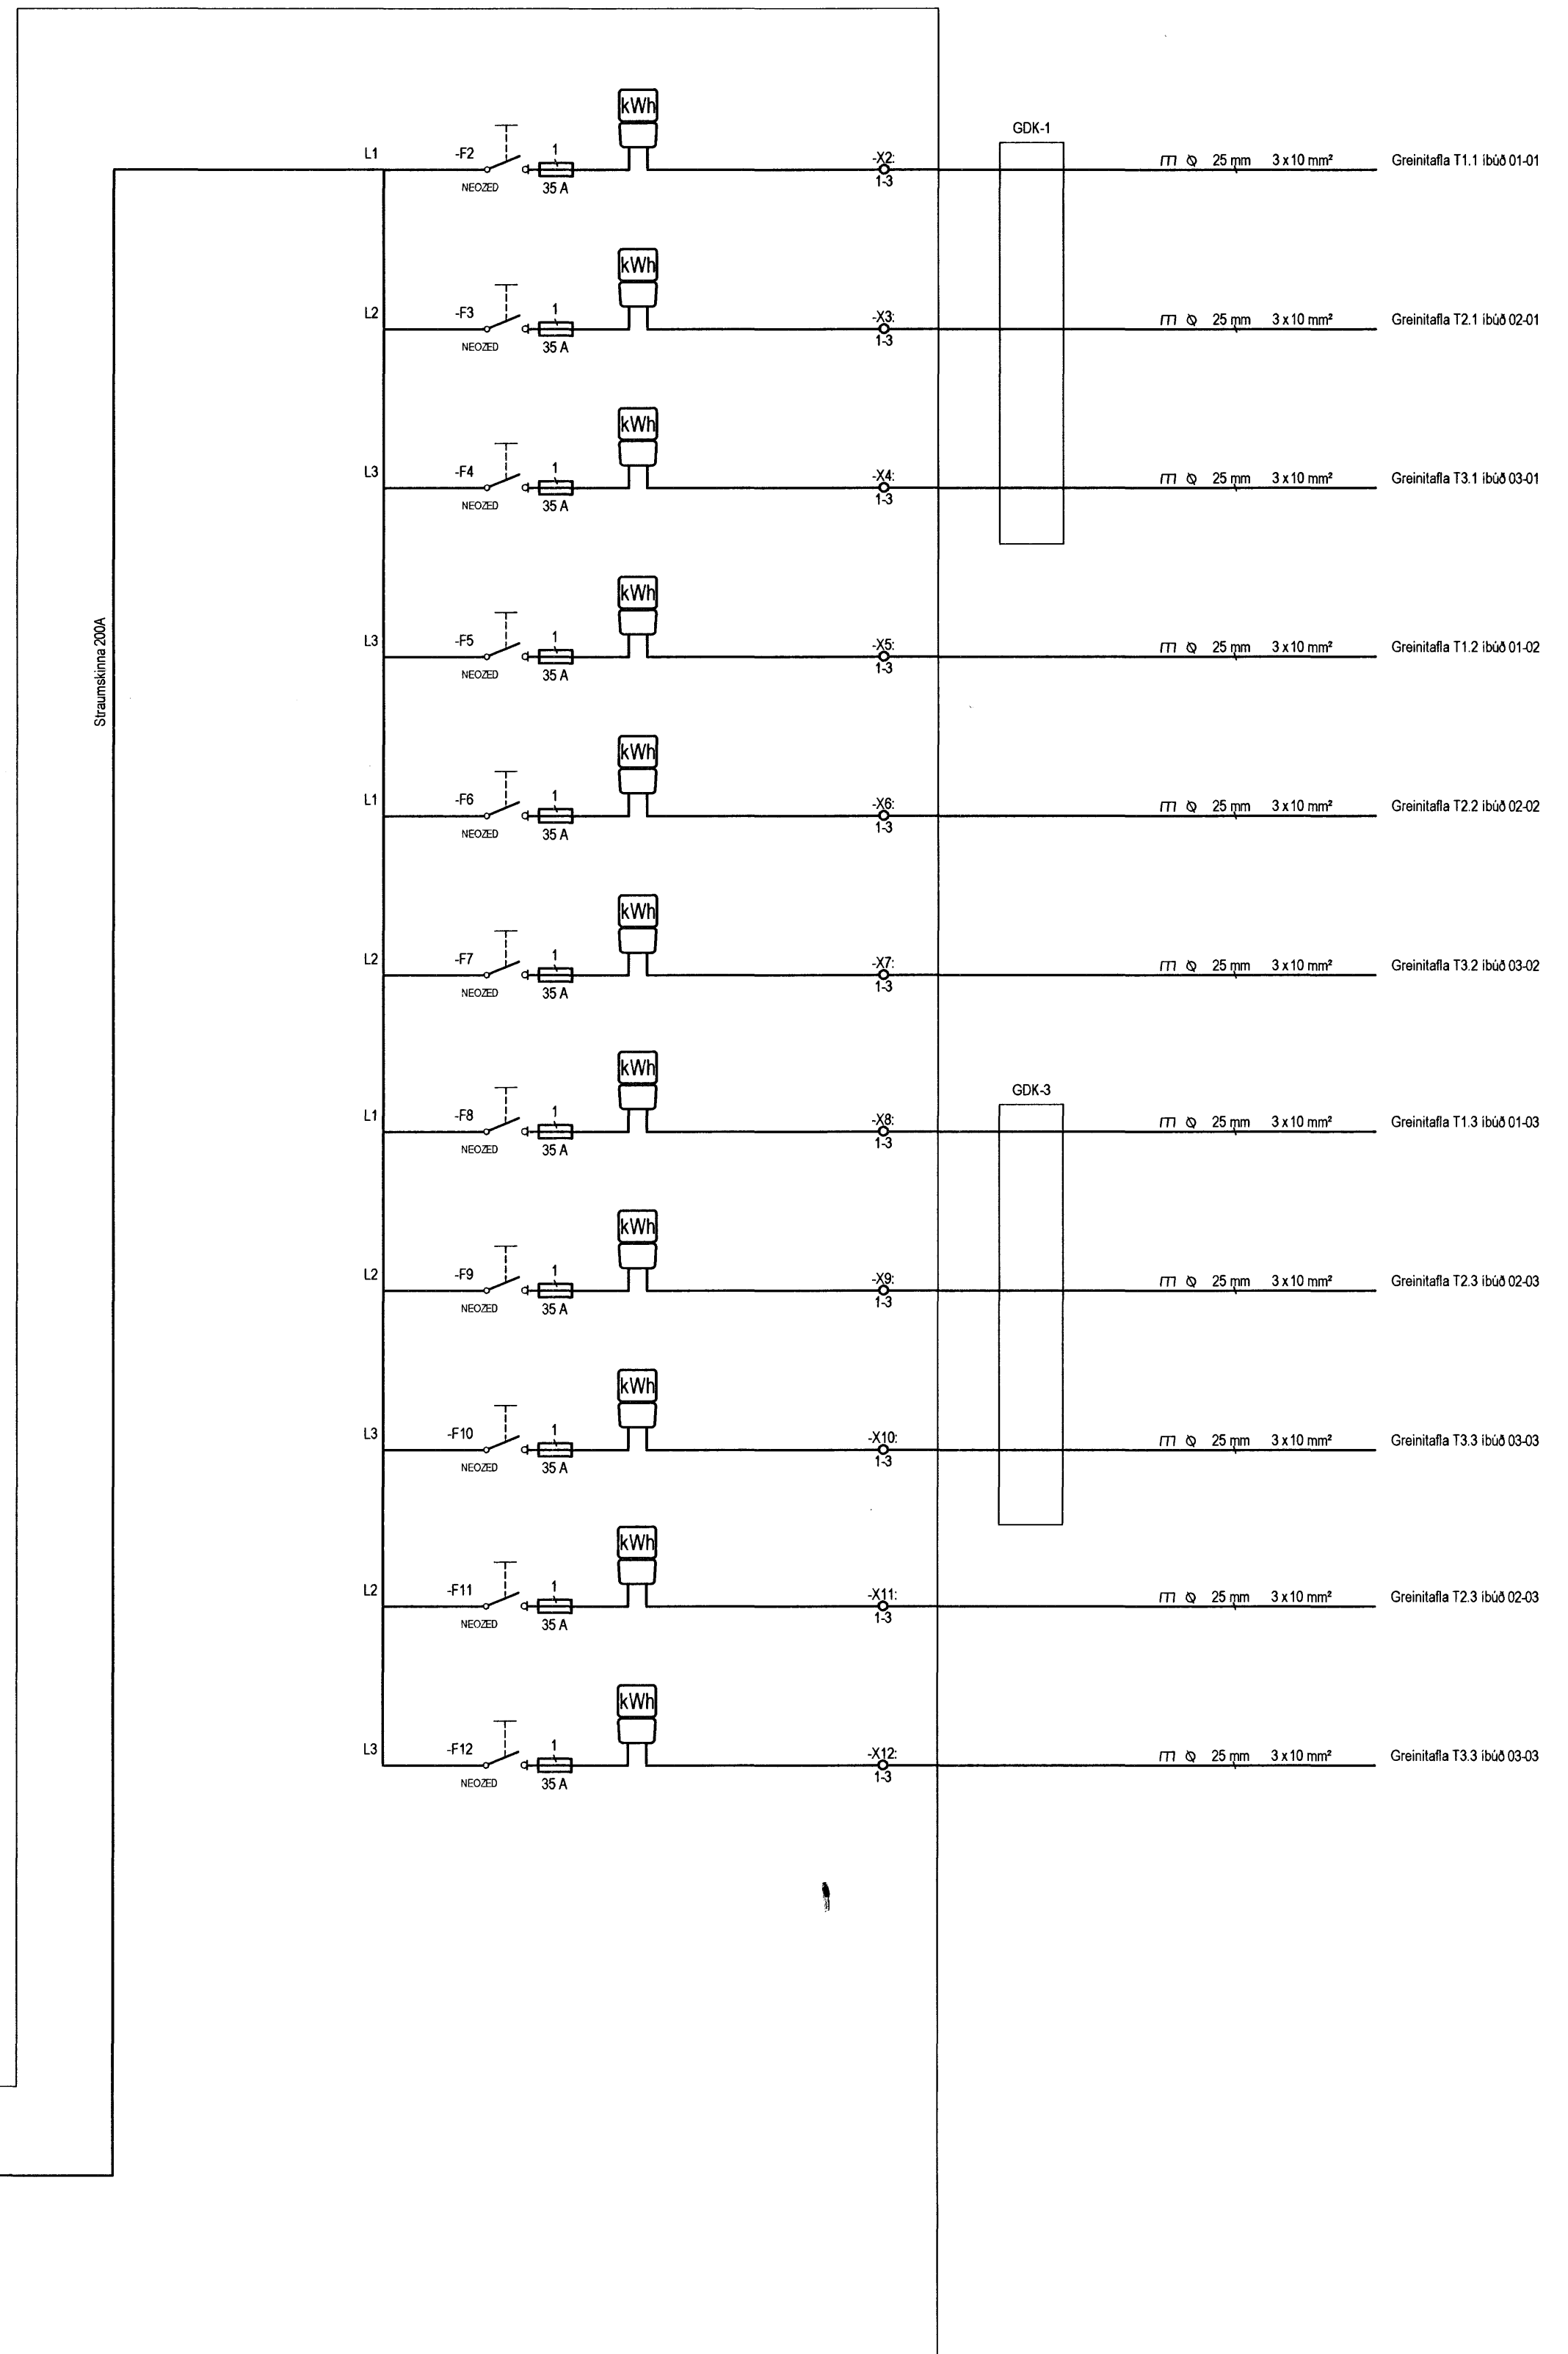 GDK-1
L1 -F2 NEOZED 1 35 A kWh -X2: 1-3 25 mm 3 x 10 mm² Greinitafla T1.1 íbúð 01-01
L2 -F3 NEOZED 1 35 A kWh -X3: 1-3 25 mm 3 x 10 mm² Greinitafla T2.1 íbúð 02-01
L3 -F4 NEOZED 1 35 A kWh -X4: 1-3 25 mm 3 x 10 mm² Greinitafla T3.1 íbúð 03-01
Straumskinna 200A
L3 -F5 NEOZED 1 35 A kWh -X5: 1-3 25 mm 3 x 10 mm² Greinitafla T1.2 íbúð 01-02
L1 -F6 NEOZED 1 35 A kWh -X6: 1-3 25 mm 3 x 10 mm² Greinitafla T2.2 íbúð 02-02
L2 -F7 NEOZED 1 35 A kWh -X7: 1-3 25 mm 3 x 10 mm² Greinitafla T3.2 íbúð 03-02
GDK-3
L1 -F8 NEOZED 1 35 A kWh -X8: 1-3 25 mm 3 x 10 mm² Greinitafla T1.3 íbúð 01-03
L2 -F9 NEOZED 1 35 A kWh -X9: 1-3 25 mm 3 x 10 mm² Greinitafla T2.3 íbúð 02-03
L3 -F10 NEOZED 1 35 A kWh -X10: 1-3 25 mm 3 x 10 mm² Greinitafla T3.3 íbúð 03-03
L2 -F11 NEOZED 1 35 A kWh -X11: 1-3 25 mm 3 x 10 mm² Greinitafla T2.3 íbúð 02-03
L3 -F12 NEOZED 1 35 A kWh -X12: 1-3 25 mm 3 x 10 mm² Greinitafla T3.3 íbúð 03-03